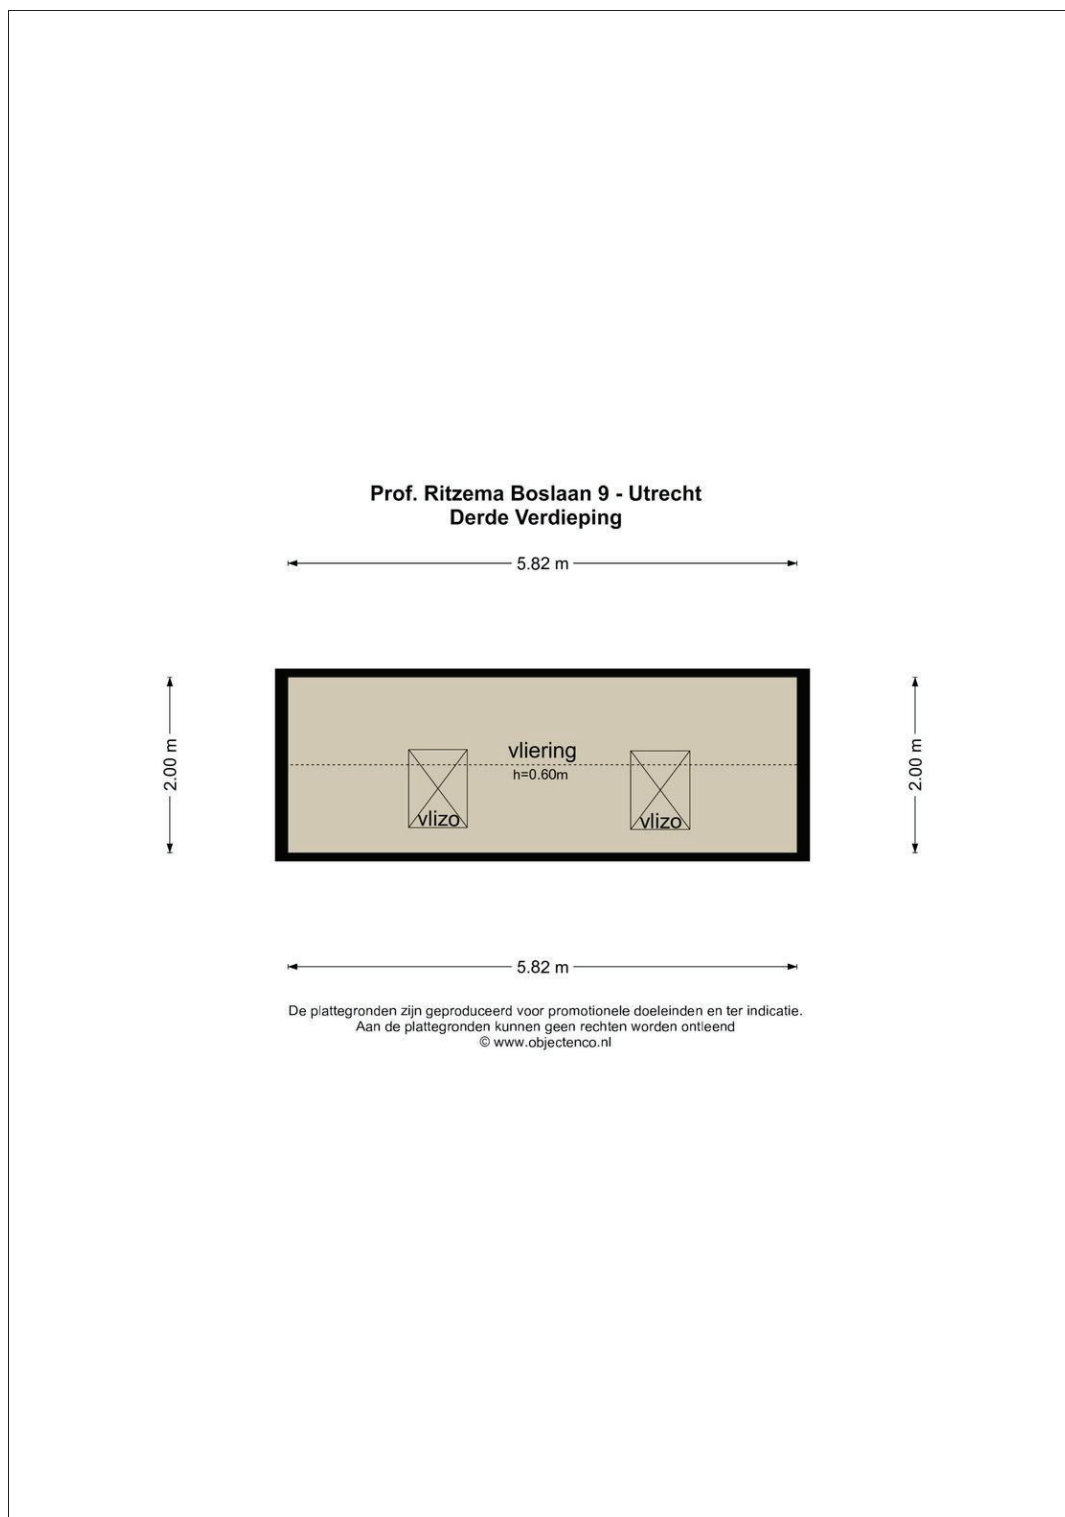 Prof. Ritzema Boslaan 9 - Utrecht
Derde Verdieping
5.82 m
2.00 m
2.00 m
vliering
h=0.60m
vlizo
vlizo
5.82 m
De plattegronden zijn geproduceerd voor promotionele doeleinden en ter indicatie.
Aan de plattegronden kunnen geen rechten worden ontleend
© www.objectenco.nl